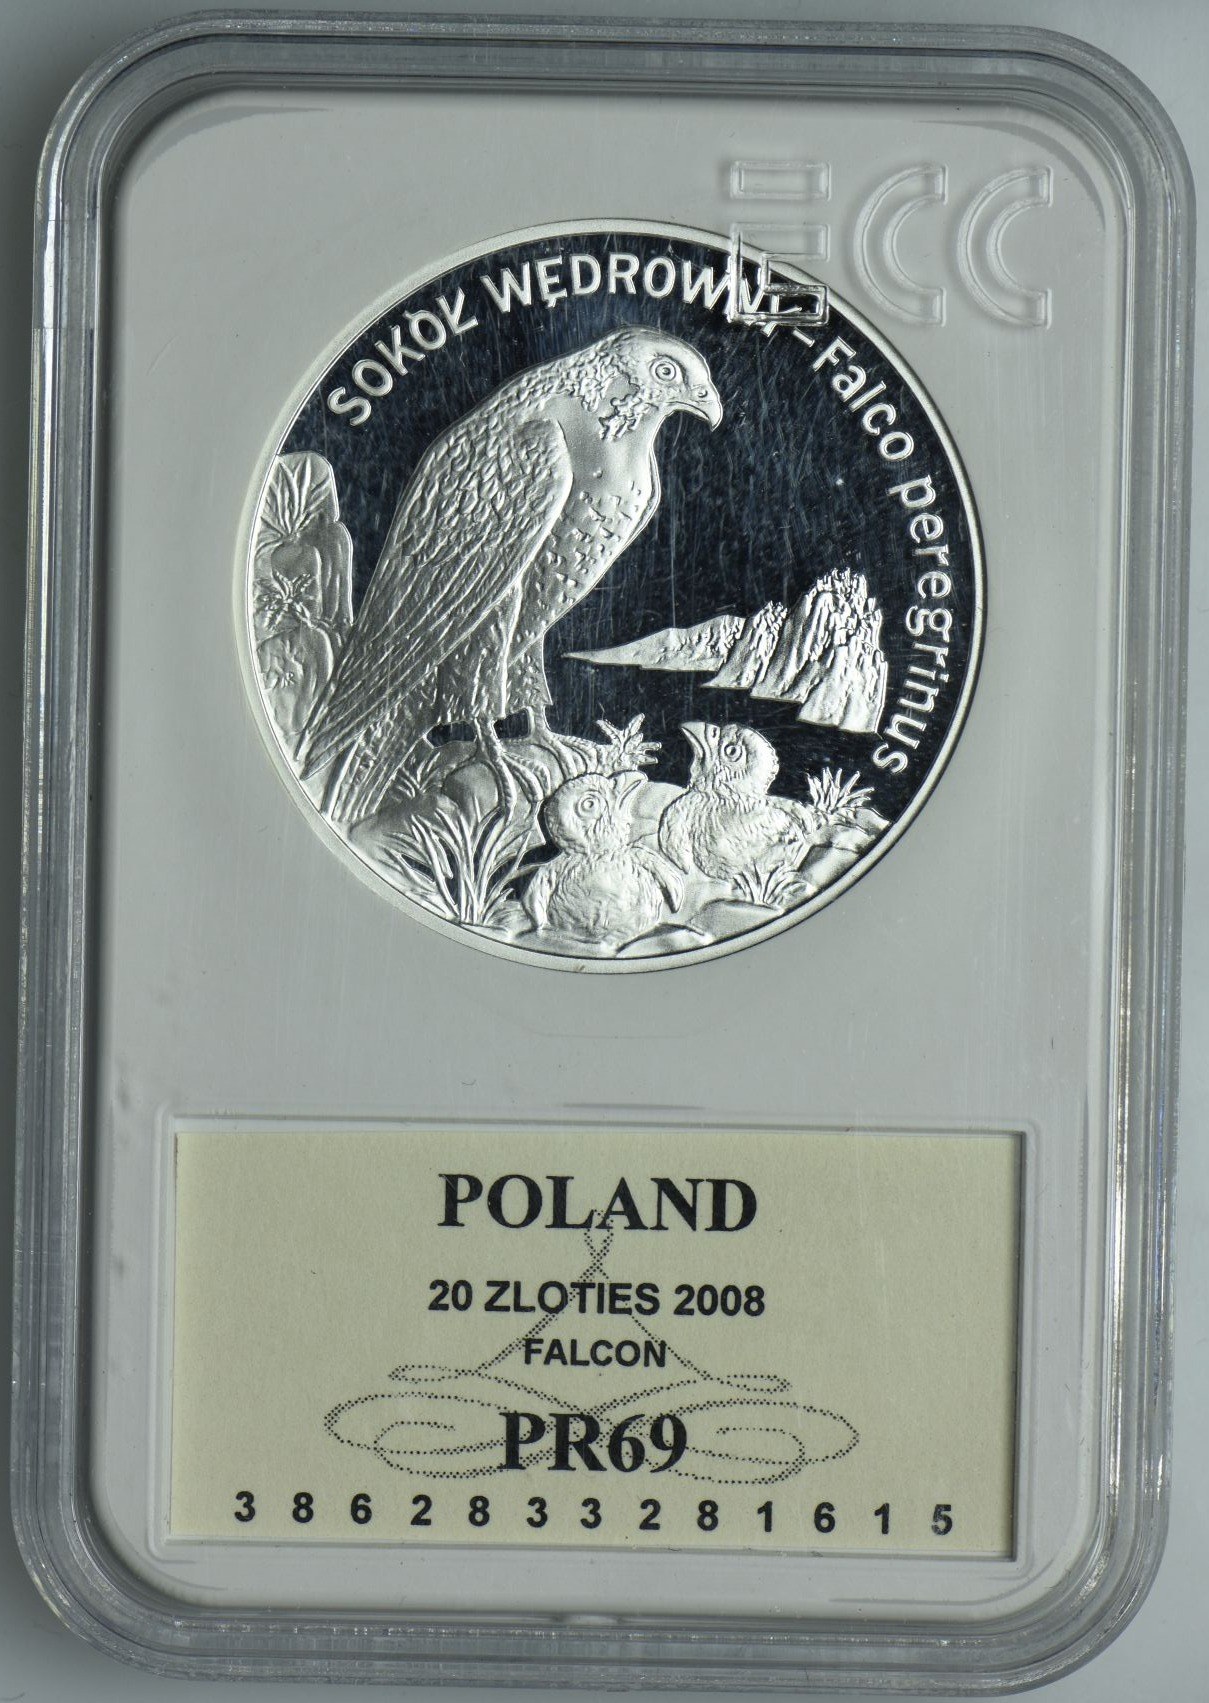 ECC
SOKÓŁ WĘDROWNY - Falco peregrinus
POLAND
20 ZLOTIES 2008
FALCON
PR69
3 8 6 2 8 3 3 2 8 1 6 1 5